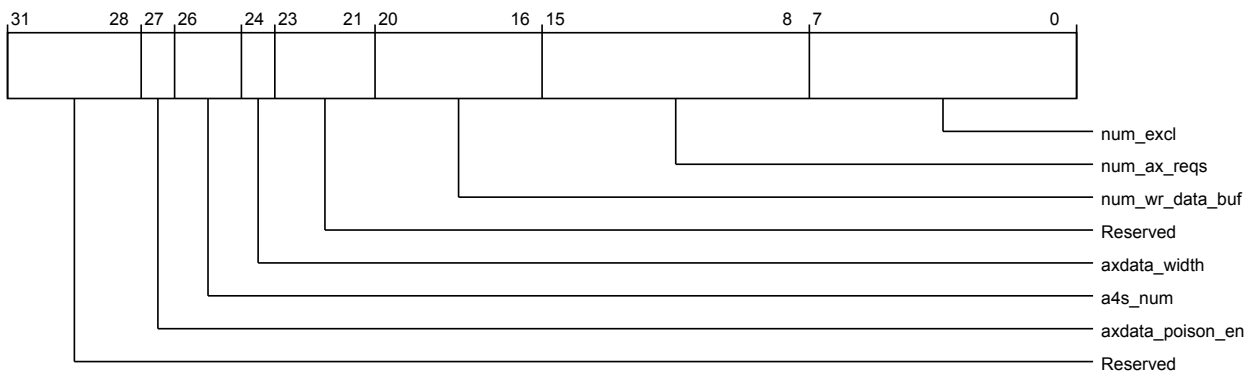 31 28 27 26 24 23 21 20 16 15 8 7 0
num_excl
num_ax_reqs
num_wr_data_buf
Reserved
axdata_width
a4s_num
axdata_poison_en
Reserved